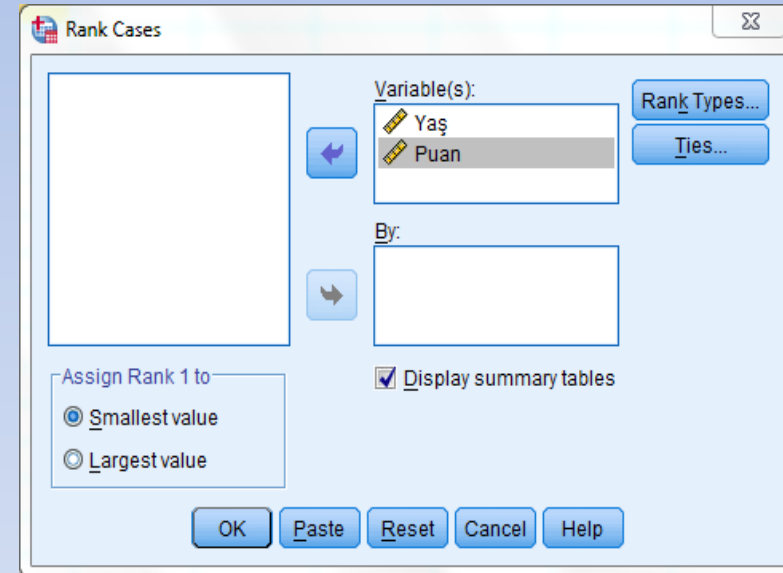 Rank Cases
Variable(s):
Yaş
Puan
Rank Types...
Ties...
By:
Assign Rank 1 to
Smallest value
Largest value
Display summary tables
OK Paste Reset Cancel Help